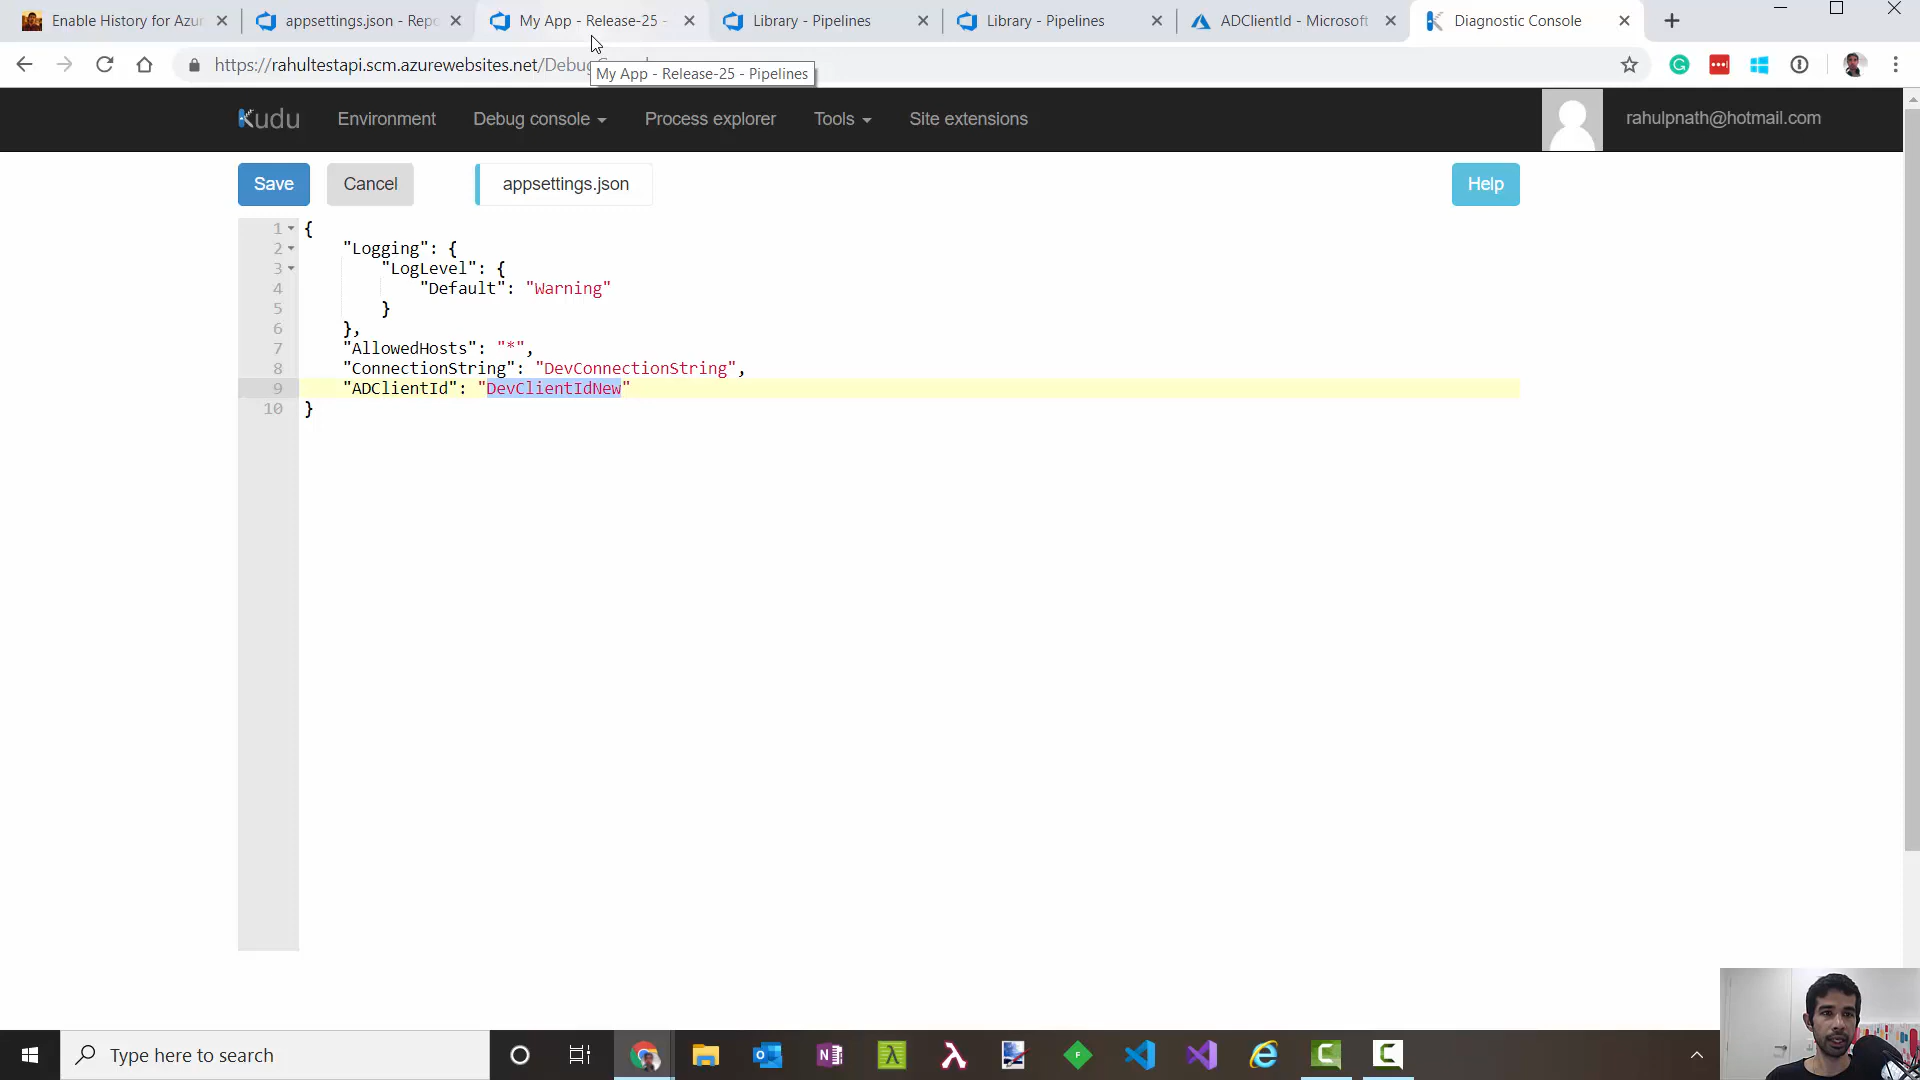 Enable History for Azur
appsettings.json - Repo
My App - Release-25 -
Library - Pipelines
Library - Pipelines
ADClientId - Microsoft
Diagnostic Console
https://rahultestapi.scm.azurewebsites.net/Debug
My App - Release-25 - Pipelines
Kudu
Environment
Debug console
Process explorer
Tools
Site extensions
rahulpnath@hotmail.com
Save
Cancel
appsettings.json
Help
1 {
2 "Logging": {
3 "LogLevel": {
4 "Default": "Warning"
5 }
6 },
7 "AllowedHosts": "*",
8 "ConnectionString": "DevConnectionString",
9 "ADClientId": "DevClientIdNew"
10 }
Type here to search